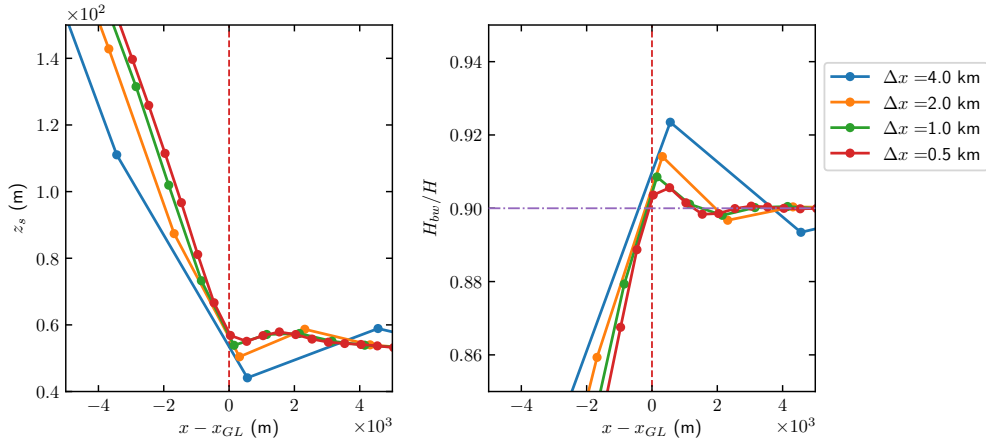 ×10²
1.4
1.2
1.0
0.8
0.6
0.4
z_s (m)
−4 −2 0 2 4
×10³
x − x_GL (m)
0.94
0.92
0.90
0.88
0.86
H_bw/H
−4 −2 0 2 4
×10³
x − x_GL (m)
Δx =4.0 km
Δx =2.0 km
Δx =1.0 km
Δx =0.5 km